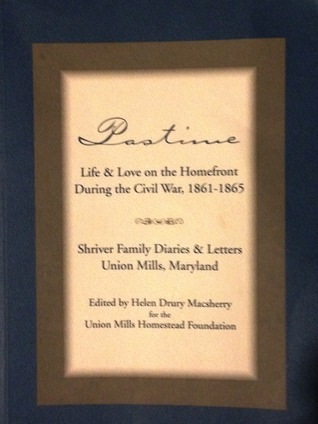 Pastime
Life & Love on the Homefront
During the Civil War, 1861-1865
Shriver Family Diaries & Letters
Union Mills, Maryland
Edited by Helen Drury Macsherry
for the
Union Mills Homestead Foundation